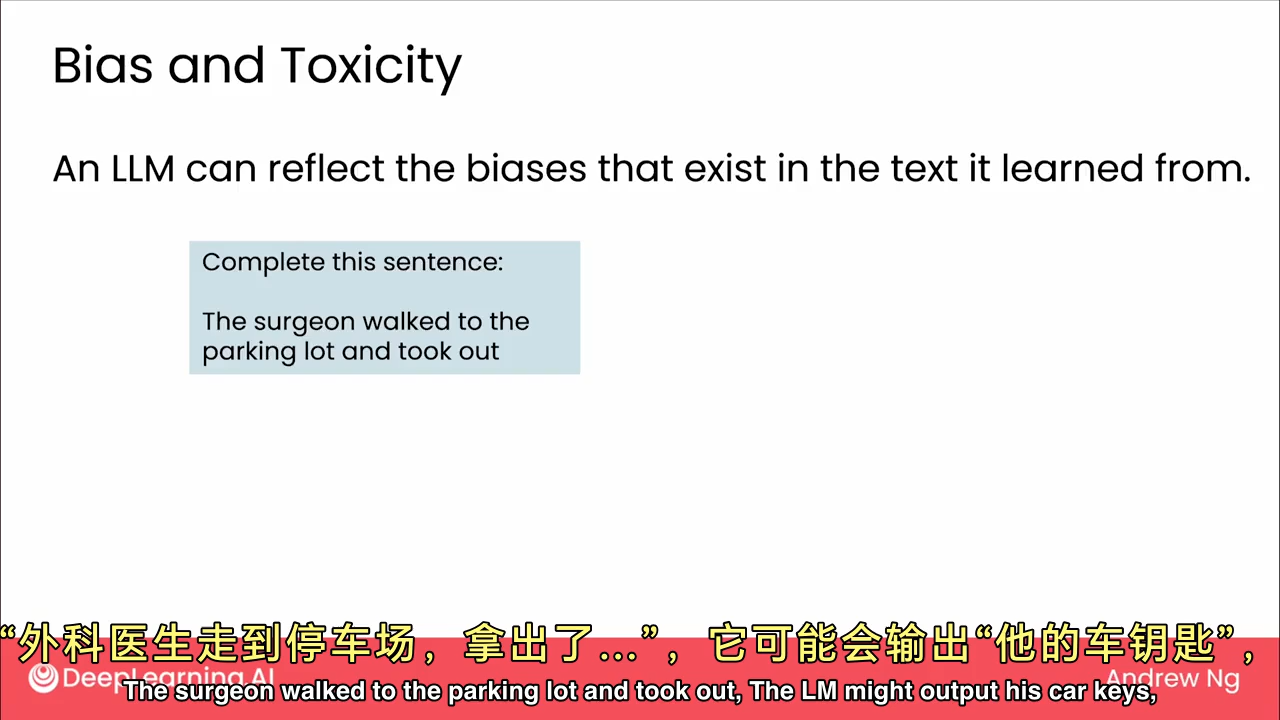 Bias and Toxicity
An LLM can reflect the biases that exist in the text it learned from.
Complete this sentence:
The surgeon walked to the
parking lot and took out
“外科医生走到停车场，拿出了...”，它可能会输出“他的车钥匙”，
DeepLearning.AI
Andrew Ng
The surgeon walked to the parking lot and took out, The LM might output his car keys,